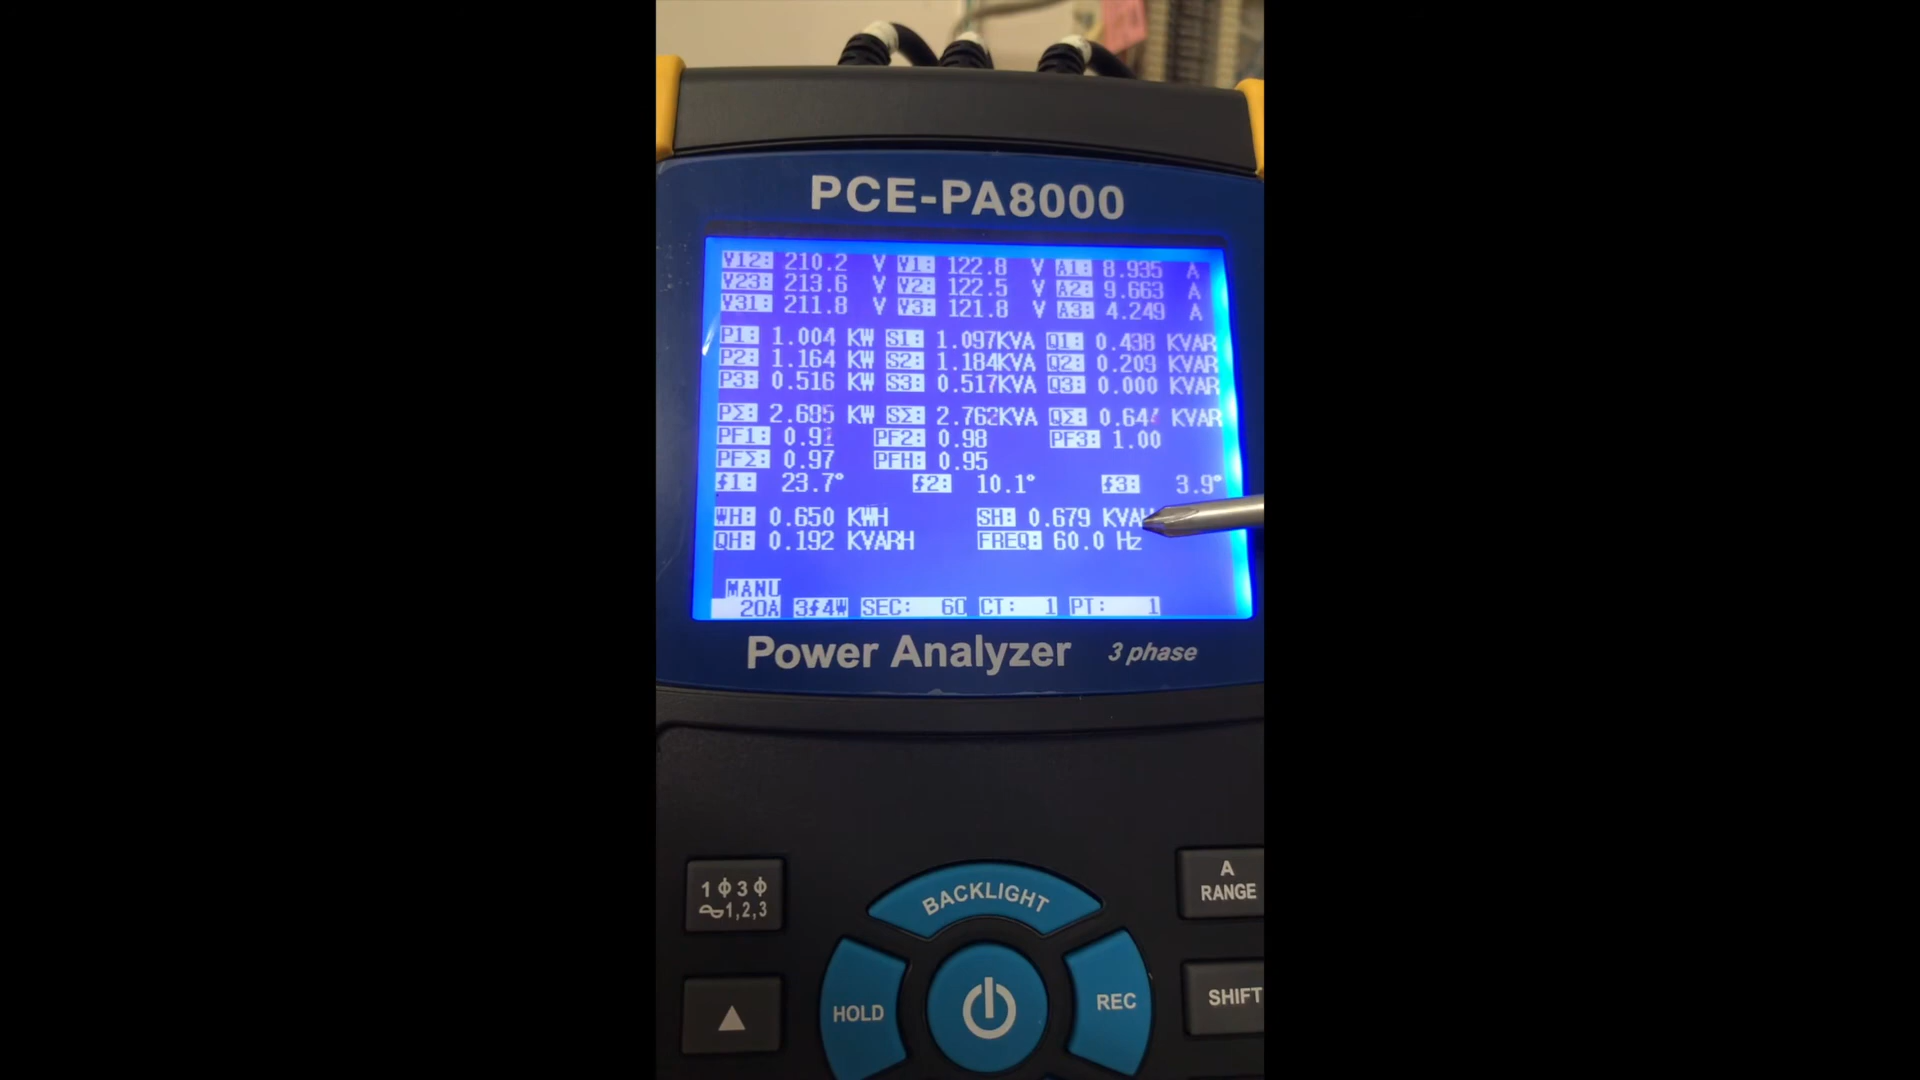 PCE-PA8000
V12: 210.2 V V1: 122.8 V A1: 8.935 A
V23: 213.6 V V2: 122.5 V A2: 9.663 A
V31: 211.8 V V3: 121.8 V A3: 4.249 A
P1: 1.004 KW S1: 1.097KVA Q1: 0.438 KVAR
P2: 1.164 KW S2: 1.184KVA Q2: 0.209 KVAR
P3: 0.516 KW S3: 0.517KVA Q3: 0.000 KVAR
PΣ: 2.685 KW SΣ: 2.762KVA QΣ: KVAR
PF1: PF2: 0.98 PF3: 1.00
PFΣ: 0.97 PFH: 0.95
ϕ1: 23.7° ϕ2: 10.1° ϕ3: 3.9°
WH: 0.650 KWH SH: 0.679 KVAH
QH: 0.192 KVARH FREQ: 60.0 Hz
MANU
20A 3ϕ4W SEC: 60 CT: 1 PT: 1
Power Analyzer 3 phase
1 ϕ 3 ϕ
1,2,3
BACKLIGHT
A
RANGE
HOLD
REC
SHIFT